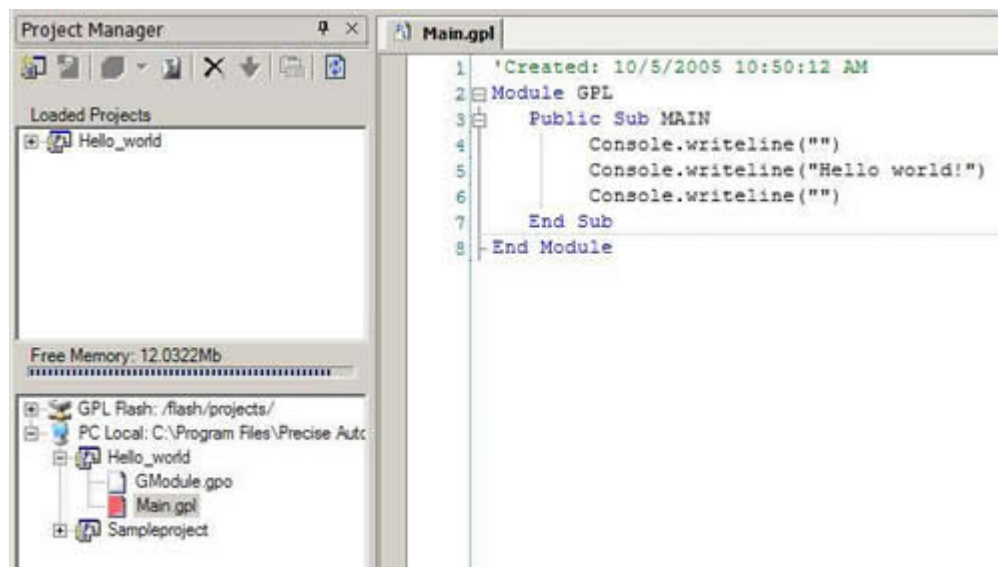 Project Manager
Loaded Projects
Hello_world
Free Memory: 12.0322Mb
GPL Flash: /flash/projects/
PC Local: C:\Program Files\Precise Auto
Hello_world
GModule.gpo
Main.gpl
Sampleproject
Main.gpl
1 'Created: 10/5/2005 10:50:12 AM
2 Module GPL
3 Public Sub MAIN
4 Console.writeline("")
5 Console.writeline("Hello world!")
6 Console.writeline("")
7 End Sub
8 End Module